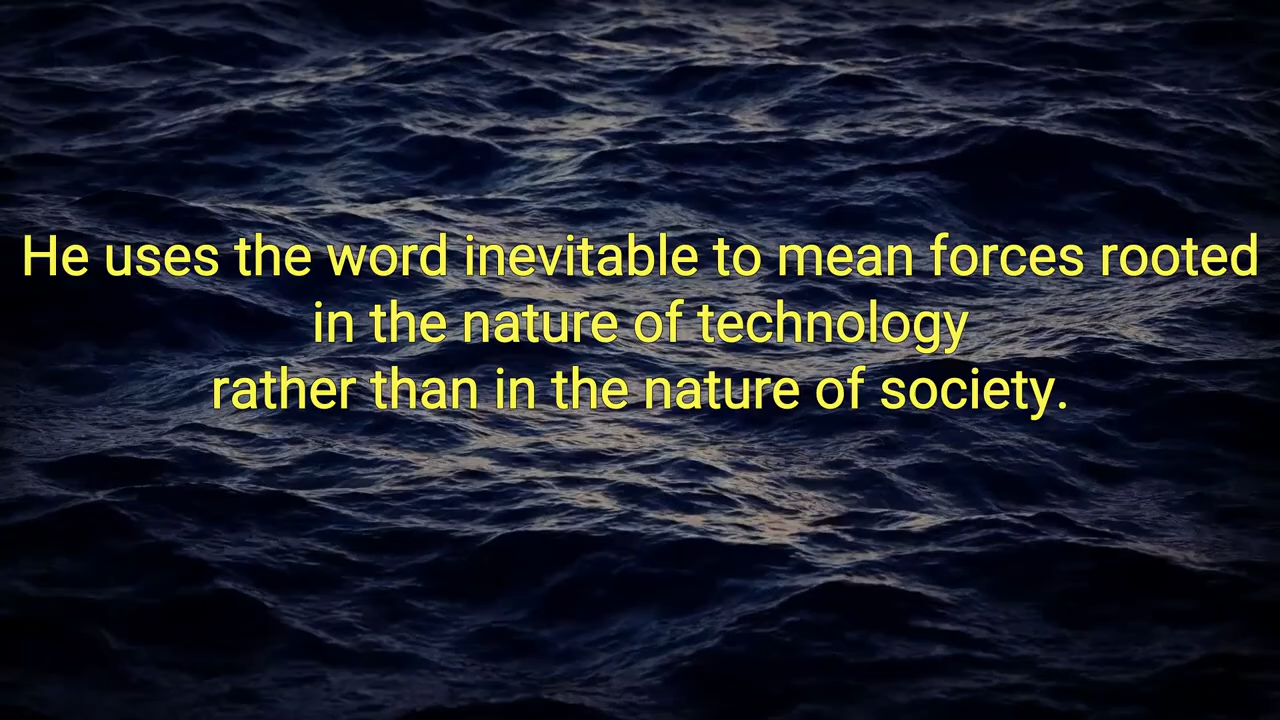 He uses the word inevitable to mean forces rooted
in the nature of technology
rather than in the nature of society.